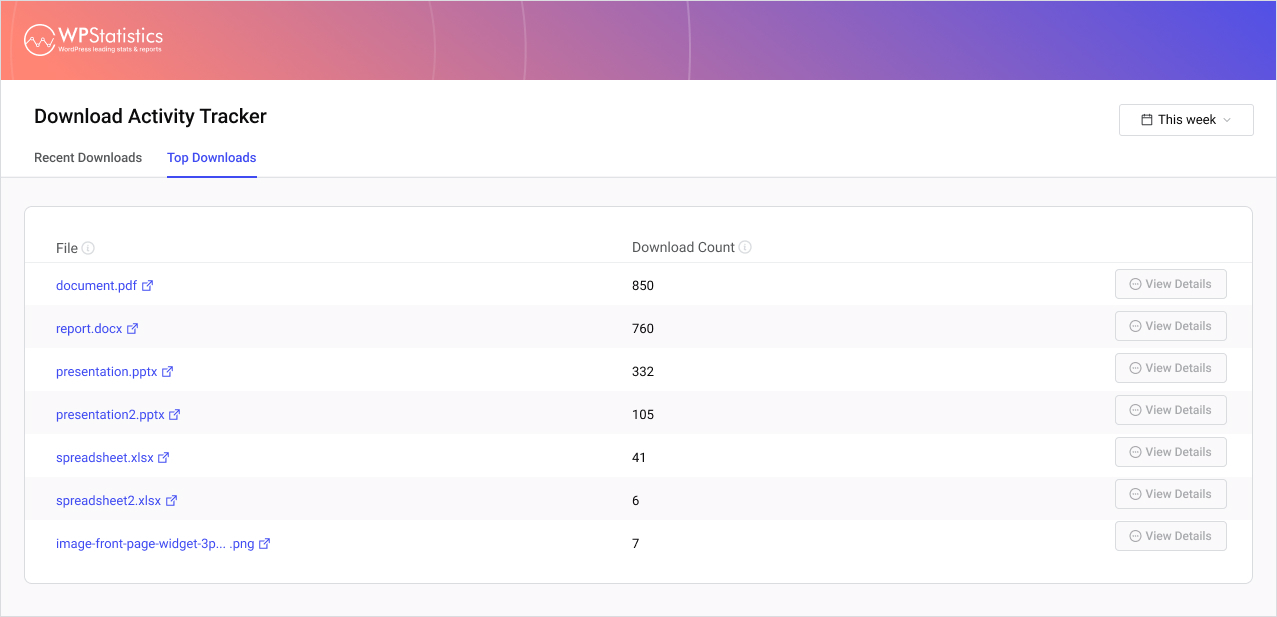 WPStatistics
WordPress leading stats & reports
Download Activity Tracker
This week
Recent Downloads Top Downloads
File Download Count
document.pdf 850 View Details
report.docx 760 View Details
presentation.pptx 332 View Details
presentation2.pptx 105 View Details
spreadsheet.xlsx 41 View Details
spreadsheet2.xlsx 6 View Details
image-front-page-widget-3p... .png 7 View Details